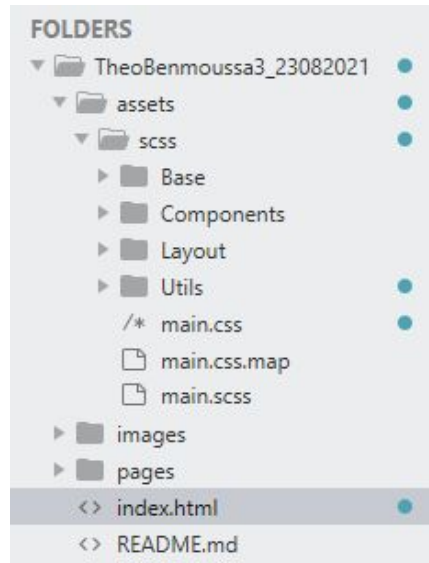 FOLDERS
TheoBenmoussa3_23082021
assets
scss
Base
Components
Layout
Utils
/* main.css
main.css.map
main.scss
images
pages
<> index.html
<> README.md